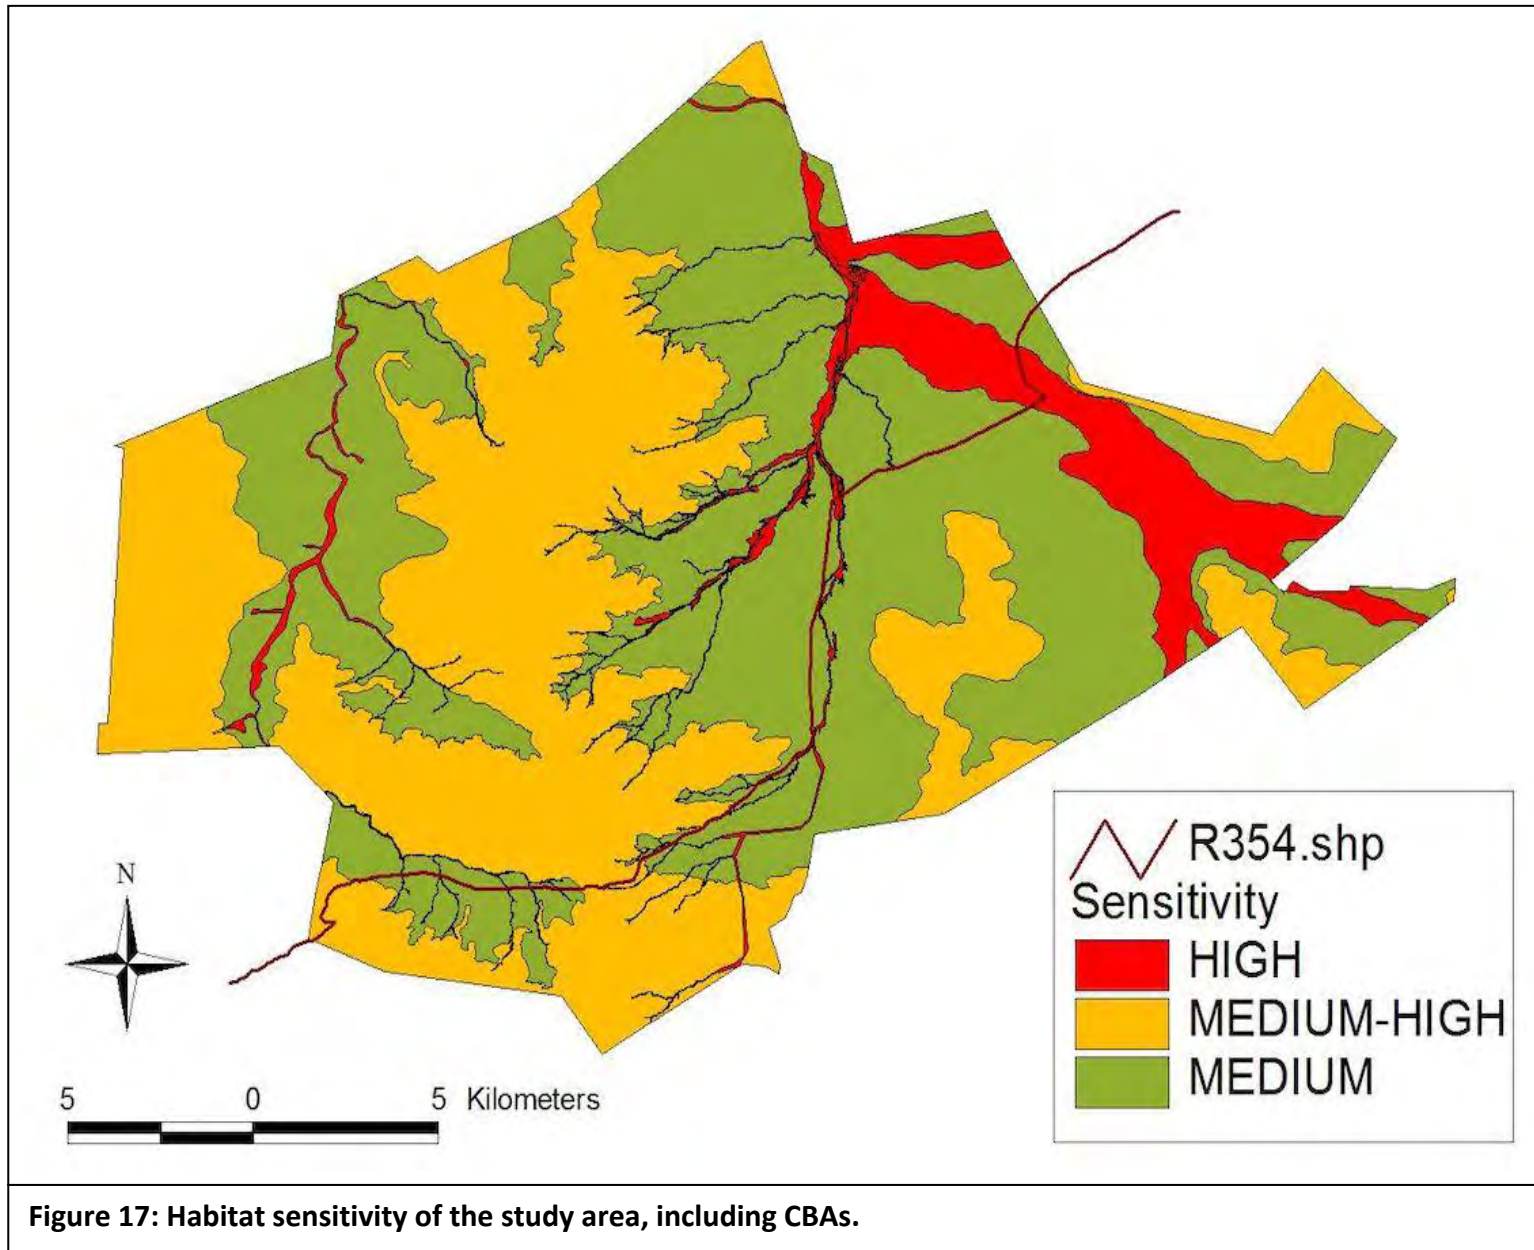 R354.shp
Sensitivity
HIGH
MEDIUM-HIGH
MEDIUM
N
5 0 5 Kilometers
Figure 17: Habitat sensitivity of the study area, including CBAs.